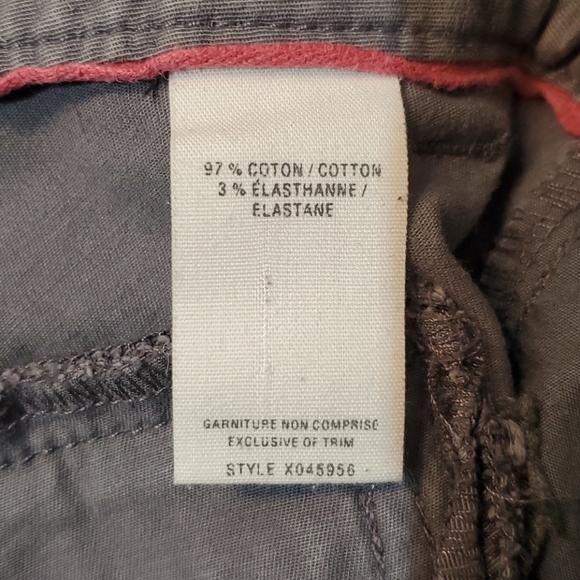 97 % COTON / COTTON
3 % ÉLASTHANNE /
ELASTANE
GARNITURE NON COMPRISE
EXCLUSIVE OF TRIM
STYLE X045956